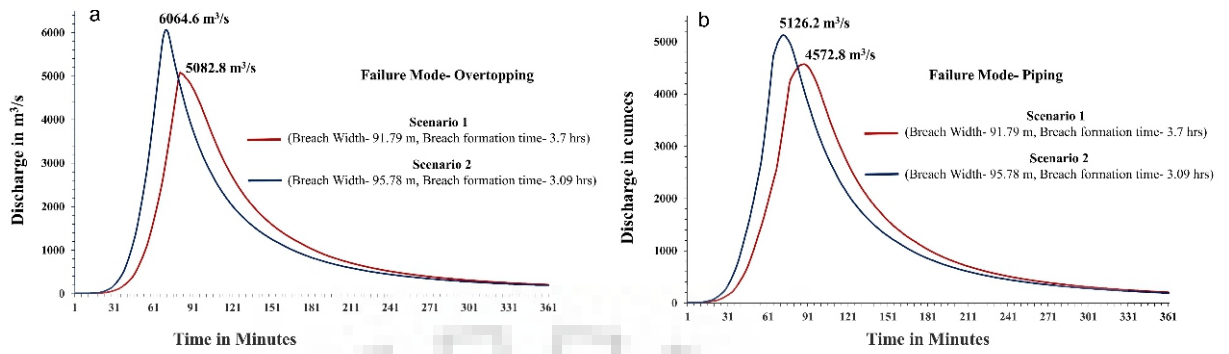 a
6064.6 m³/s
5082.8 m³/s
Failure Mode- Overtopping
Scenario 1
(Breach Width- 91.79 m, Breach formation time- 3.7 hrs)
Scenario 2
(Breach Width- 95.78 m, Breach formation time- 3.09 hrs)
Discharge in m³/s
6000
5000
4000
3000
2000
1000
0
1 31 61 91 121 151 181 211 241 271 301 331 361
Time in Minutes
b
5126.2 m³/s
4572.8 m³/s
Failure Mode- Piping
Scenario 1
(Breach Width- 91.79 m, Breach formation time- 3.7 hrs)
Scenario 2
(Breach Width- 95.78 m, Breach formation time- 3.09 hrs)
Discharge in cumecs
5000
4000
3000
2000
1000
0
1 31 61 91 121 151 181 211 241 271 301 331 361
Time in Minutes